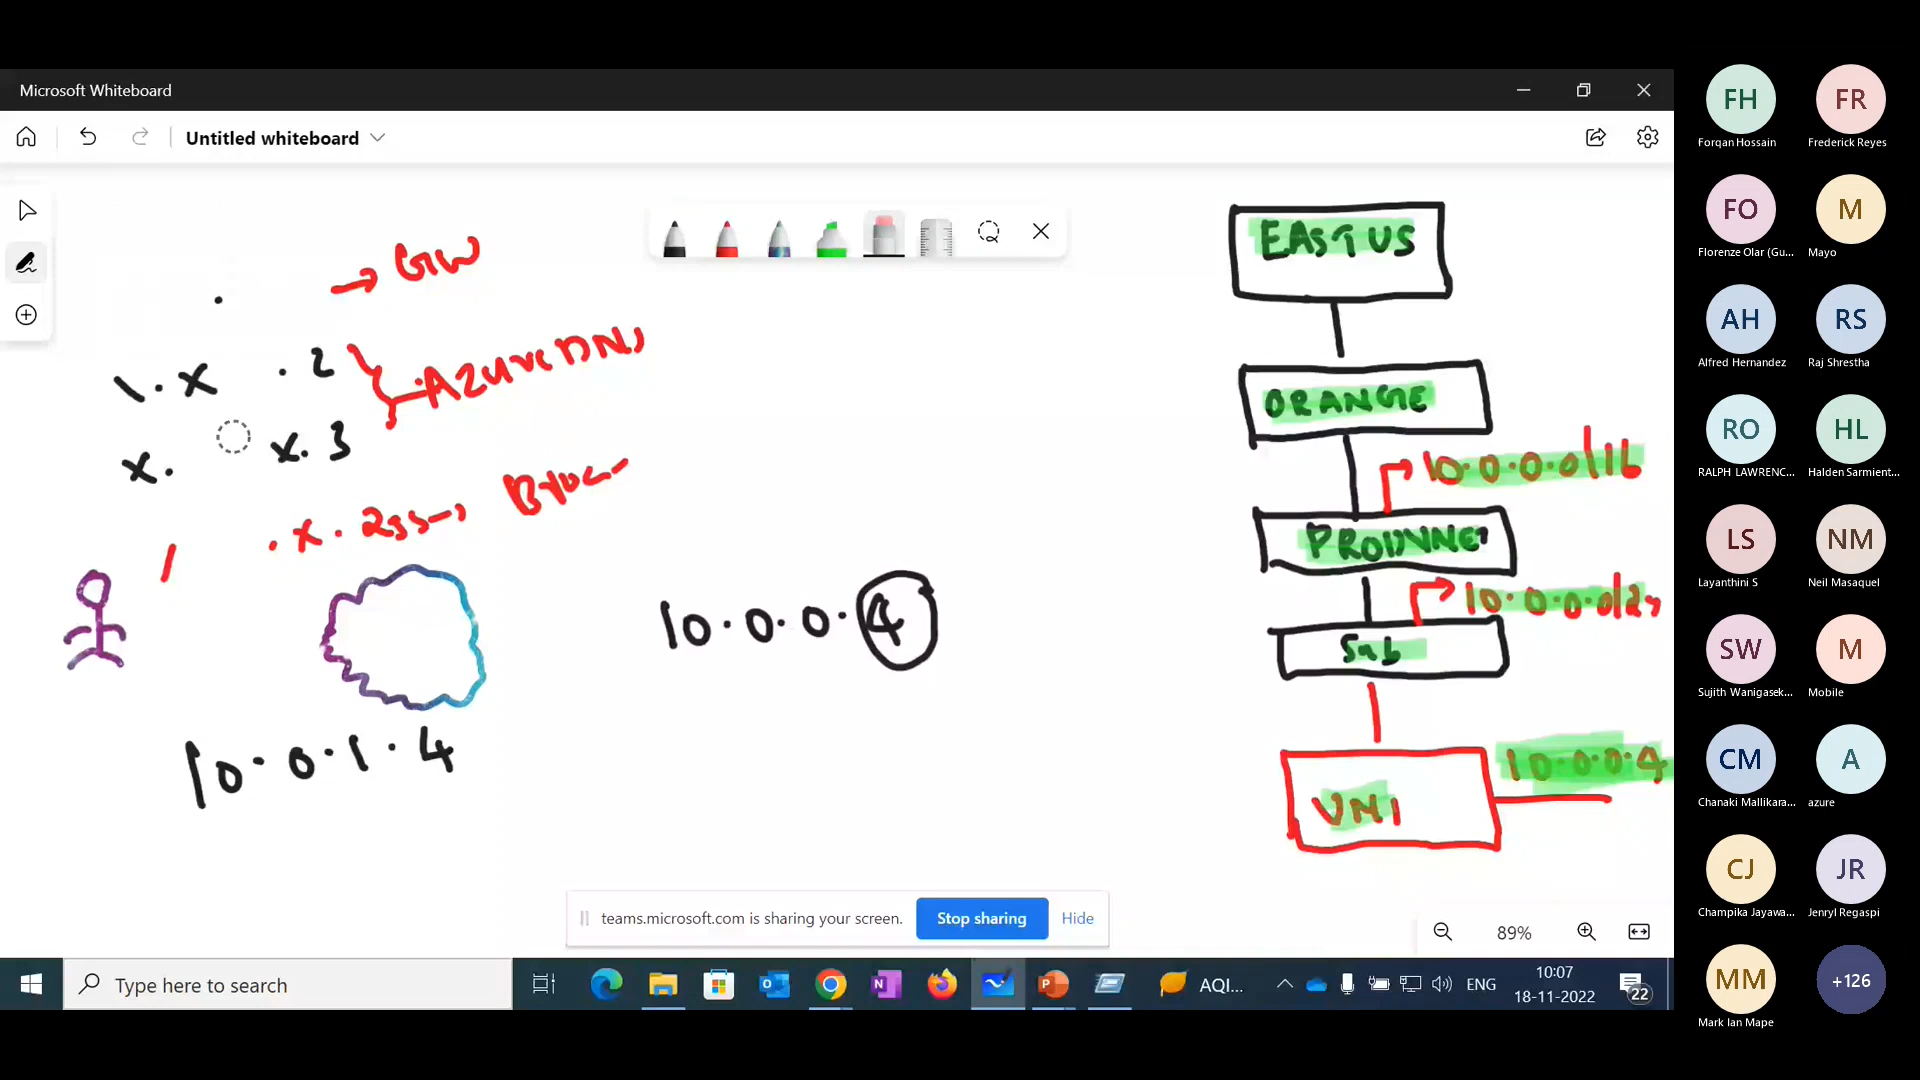 Microsoft Whiteboard
Untitled whiteboard
→ GW
1.x .2
AZURE DNS
x. x.3
.x.255→
10.0.0.4
10.0.1.4
EAST US
ORANGE
10.0.0.0/16
PRODVNET
10.0.0.0/24
Sub
10.0.0.4
VM1
teams.microsoft.com is sharing your screen.
Stop sharing
Hide
89%
Type here to search
AQI...
ENG
10:07
18-11-2022
22
FH
FR
Forqan Hossain
Frederick Reyes
FO
M
Florenze Olar (Gu...
Mayo
AH
RS
Alfred Hernandez
Raj Shrestha
RO
HL
RALPH LAWRENC...
Halden Sarmient...
LS
NM
Layanthini S
Neil Masaquel
SW
M
Sujith Wanigasek...
Mobile
CM
A
Chanaki Mallikara...
azure
CJ
JR
Champika Jayawa...
Jenryl Regaspi
MM
+126
Mark Ian Mape